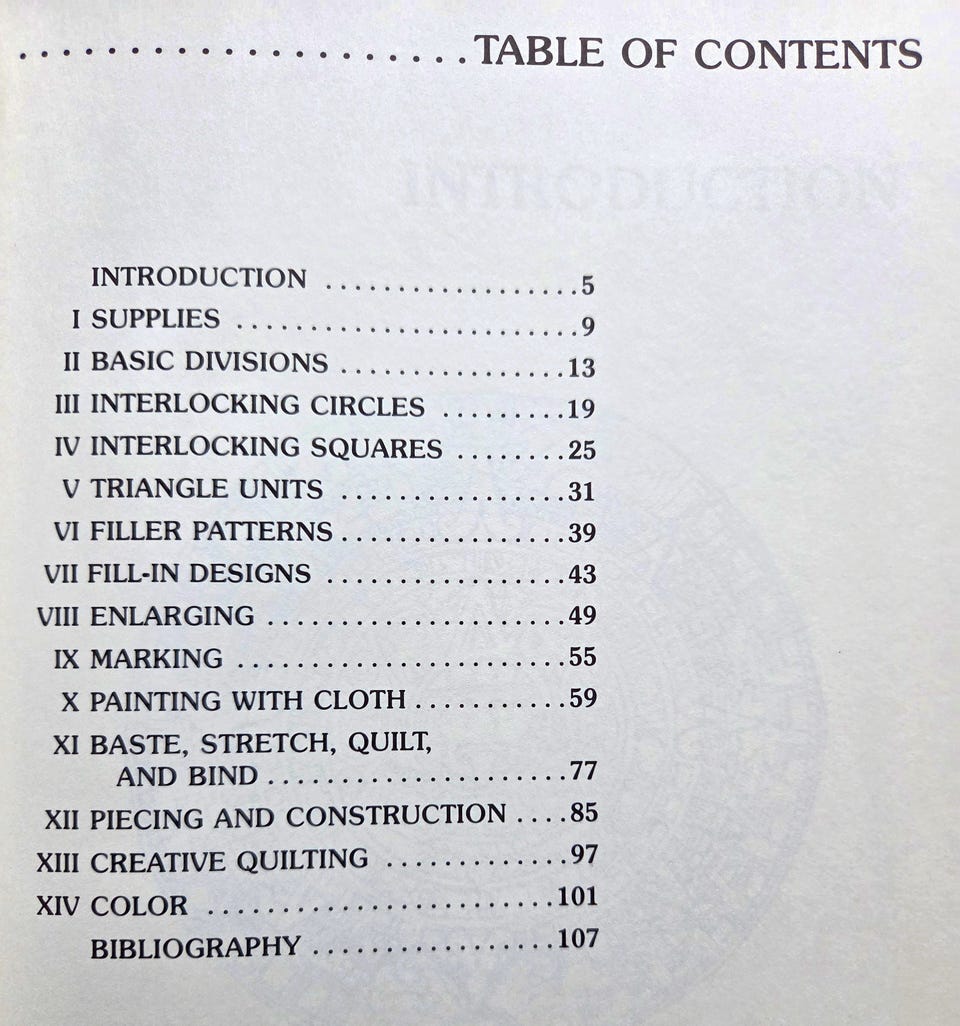 ....................TABLE OF CONTENTS
INTRODUCTION
INTRODUCTION ..................5
I SUPPLIES ........................9
II BASIC DIVISIONS ................13
III INTERLOCKING CIRCLES .........19
IV INTERLOCKING SQUARES ........25
V TRIANGLE UNITS ................31
VI FILLER PATTERNS................39
VII FILL-IN DESIGNS .................43
VIII ENLARGING .....................49
IX MARKING .......................55
X PAINTING WITH CLOTH ...........59
XI BASTE, STRETCH, QUILT,
AND BIND .....................77
XII PIECING AND CONSTRUCTION ....85
XIII CREATIVE QUILTING .............97
XIV COLOR ........................101
BIBLIOGRAPHY .................107